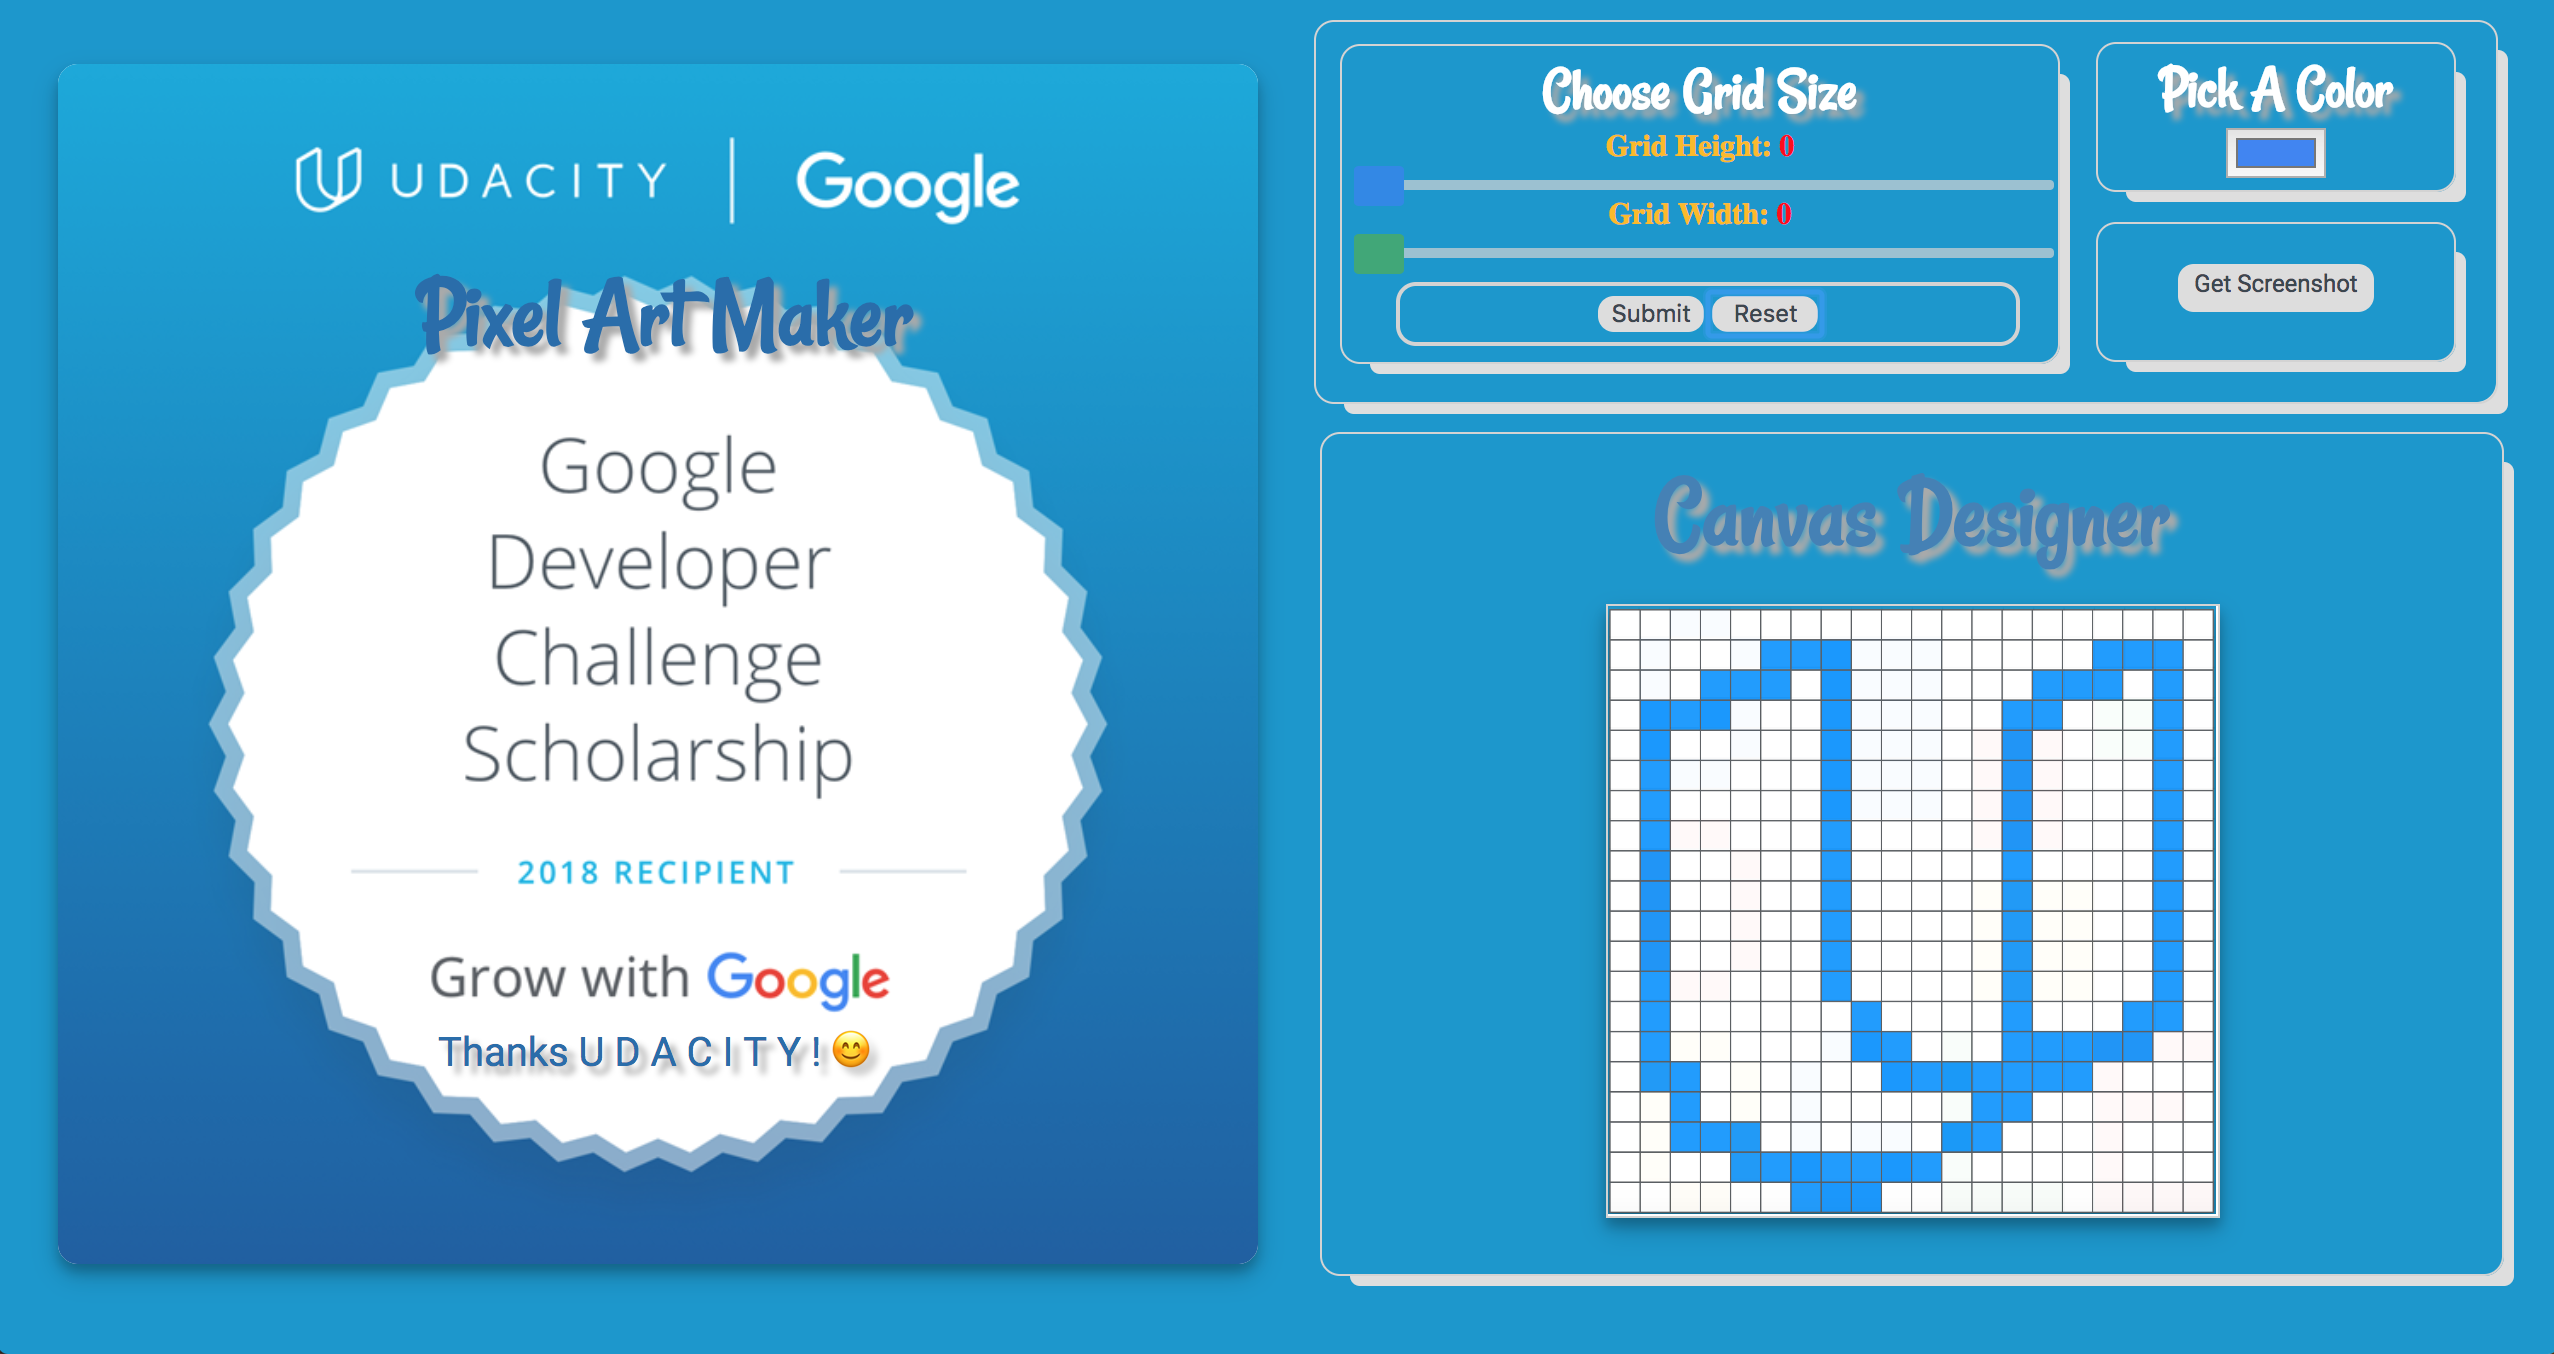 UDACITY | Google
Pixel Art Maker
Google
Developer
Challenge
Scholarship
2018 RECIPIENT
Grow with Google
Thanks U D A C I T Y ! 😊
Choose Grid Size
Grid Height: 0
Grid Width: 0
Submit Reset
Pick A Color
Get Screenshot
Canvas Designer